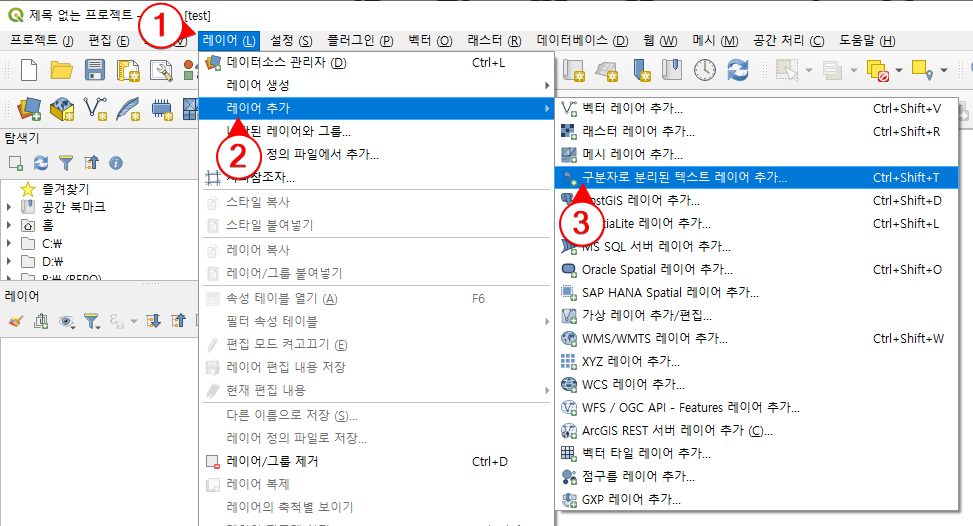 제목 없는 프로젝트 - [test]
1
프로젝트 (J) 편집 (E) (V) 레이어 (L) 설정 (S) 플러그인 (P) 벡터 (O) 래스터 (R) 데이터베이스 (D) 웹 (W) 메시 (M) 공간 처리 (C) 도움말 (H)
데이터소스 관리자 (D) Ctrl+L
레이어 생성
레이어 추가
레이어와 그룹...
2
정의 파일에서 추가...
스타일 복사
스타일 붙여넣기
레이어 복사
레이어/그룹 붙여넣기
속성 테이블 열기 (A) F6
필터 속성 테이블
편집 모드 켜고끄기 (E)
레이어 편집 내용 저장
현재 편집 내용
다른 이름으로 저장 (S)...
레이어 정의 파일로 저장...
레이어/그룹 제거 Ctrl+D
레이어 복제
레이어의 축척별 보이기
벡터 레이어 추가... Ctrl+Shift+V
래스터 레이어 추가... Ctrl+Shift+R
메시 레이어 추가...
구분자로 분리된 텍스트 레이어 추가... Ctrl+Shift+T
3
레이어 추가... Ctrl+Shift+D
레이어 추가... Ctrl+Shift+L
MS SQL 서버 레이어 추가...
Oracle Spatial 레이어 추가... Ctrl+Shift+O
SAP HANA Spatial 레이어 추가...
가상 레이어 추가/편집...
WMS/WMTS 레이어 추가... Ctrl+Shift+W
XYZ 레이어 추가...
WCS 레이어 추가...
WFS / OGC API - Features 레이어 추가...
ArcGIS REST 서버 레이어 추가 (C)...
벡터 타일 레이어 추가...
점구름 레이어 추가...
GXP 레이어 추가...
탐색기
즐겨찾기
공간 북마크
홈
C:₩
D:₩
레이어